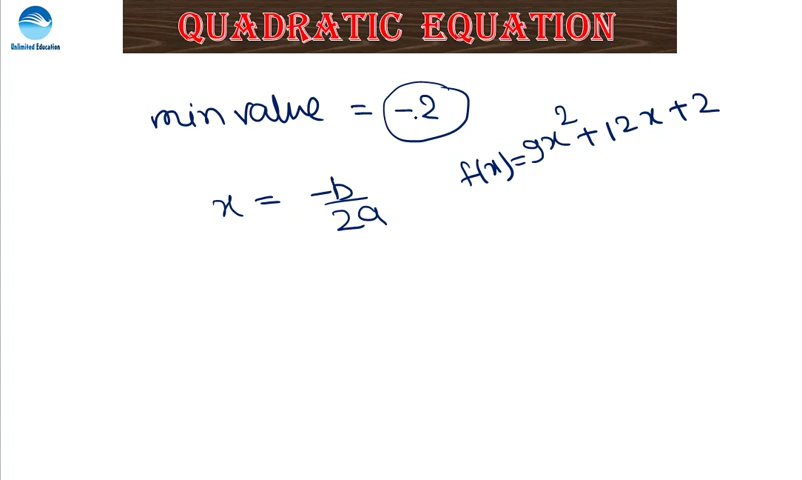 QUADRATIC EQUATION
Unlimited Education
min value = -.2
f(x)=9x²+12x+2
x = -b/2a